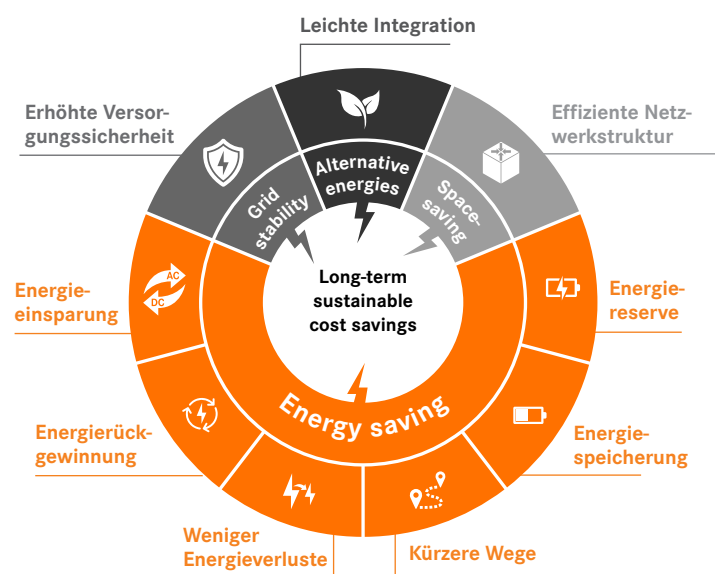 Leichte Integration
Erhöhte Versor-
gungssicherheit
Effiziente Netz-
werkstruktur
Alternative
energies
Grid
stability
Space-
saving
AC
DC
Long-term
sustainable
cost savings
Energie-
einsparung
Energie-
reserve
Energy saving
Energierück-
gewinnung
Energie-
speicherung
Weniger
Energieverluste
Kürzere Wege